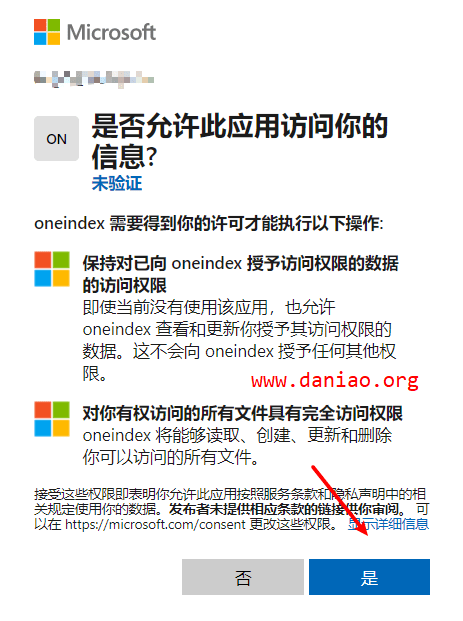 Microsoft
ON
是否允许此应用访问你的
信息?
未验证
oneindex 需要得到你的许可才能执行以下操作:
保持对已向 oneindex 授予访问权限的数据
的访问权限
即使当前没有使用该应用，也允许
oneindex 查看和更新你授予其访问权限的
数据。这不会向 oneindex 授予任何其他权
限。
www.daniao.org
对你有权访问的所有文件具有完全访问权限
oneindex 将能够读取、创建、更新和删除
你可以访问的所有文件。
接受这些权限即表明你允许此应用按照服务条款和隐私声明中的相
关规定使用你的数据。发布者未提供相应条款的链接供你审阅。 可
以在 https://microsoft.com/consent 更改这些权限。 显示详细信息
否
是